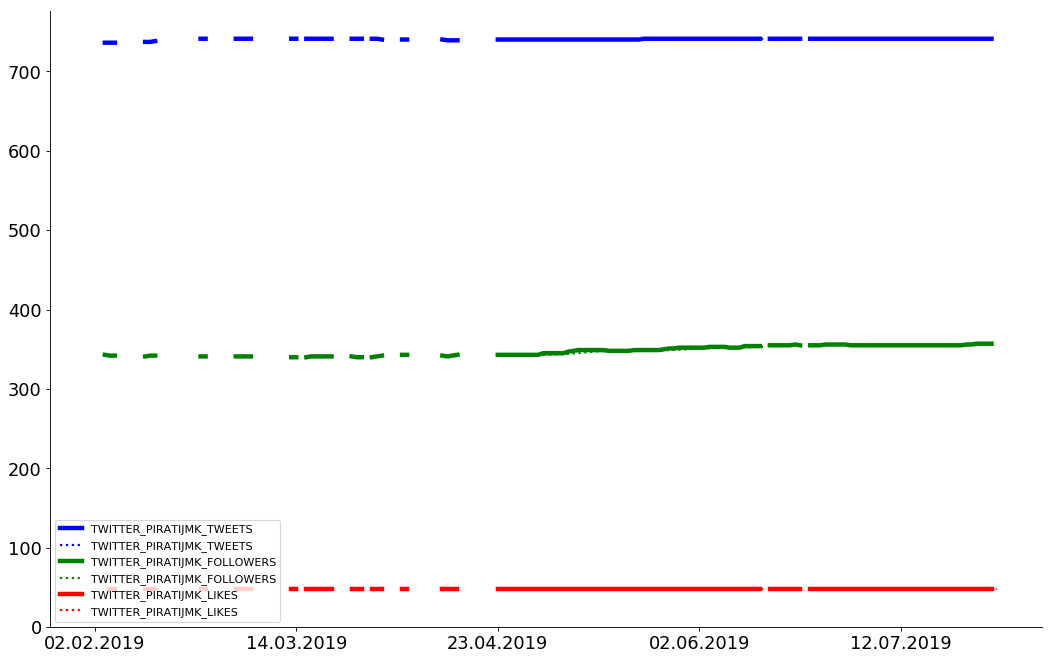 700
600
500
400
300
200
100
0
TWITTER_PIRATIJMK_TWEETS
TWITTER_PIRATIJMK_TWEETS
TWITTER_PIRATIJMK_FOLLOWERS
TWITTER_PIRATIJMK_FOLLOWERS
TWITTER_PIRATIJMK_LIKES
TWITTER_PIRATIJMK_LIKES
02.02.2019 14.03.2019 23.04.2019 02.06.2019 12.07.2019